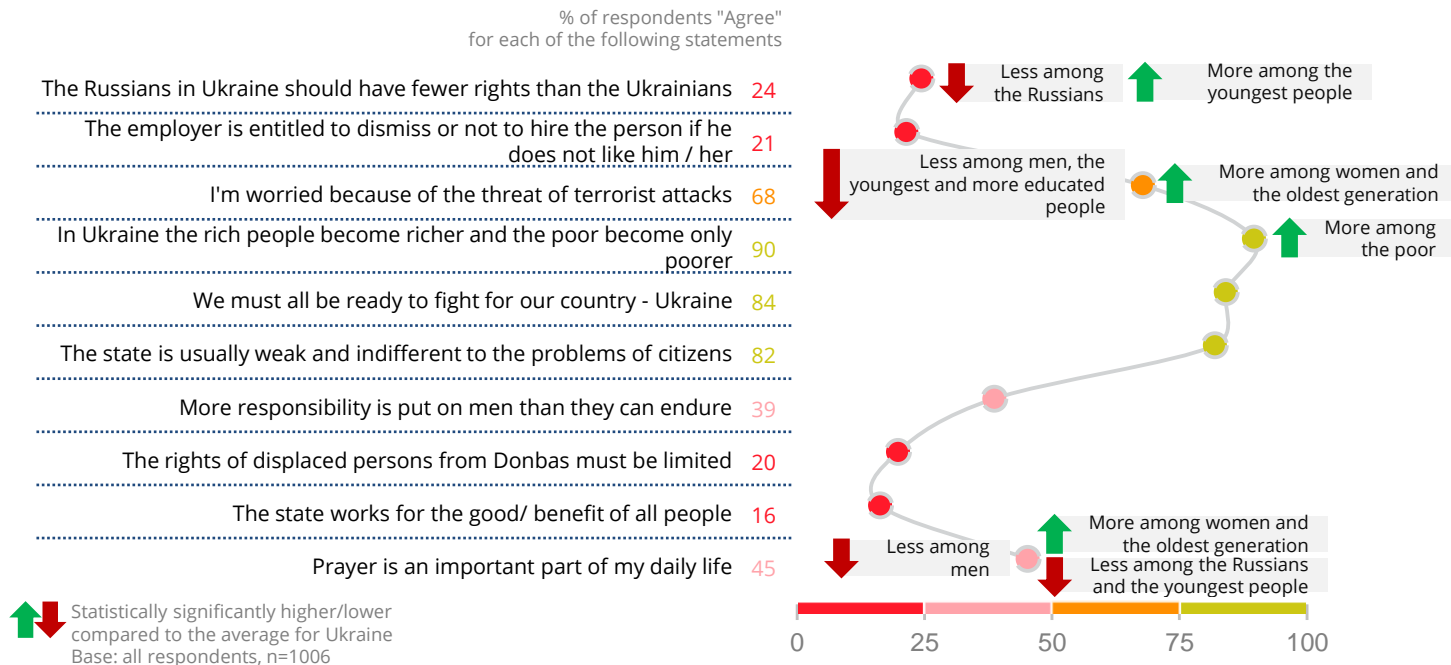 % of respondents "Agree"
for each of the following statements
The Russians in Ukraine should have fewer rights than the Ukrainians 24
Less among
the Russians
More among the
youngest people
The employer is entitled to dismiss or not to hire the person if he
does not like him / her 21
Less among men, the
youngest and more educated
people
I'm worried because of the threat of terrorist attacks 68
More among women and
the oldest generation
In Ukraine the rich people become richer and the poor become only
poorer 90
More among
the poor
We must all be ready to fight for our country - Ukraine 84
The state is usually weak and indifferent to the problems of citizens 82
More responsibility is put on men than they can endure 39
The rights of displaced persons from Donbas must be limited 20
The state works for the good/ benefit of all people 16
Prayer is an important part of my daily life 45
Less among
men
More among women and
the oldest generation
Less among the Russians
and the youngest people
Statistically significantly higher/lower
compared to the average for Ukraine
Base: all respondents, n=1006
0 25 50 75 100